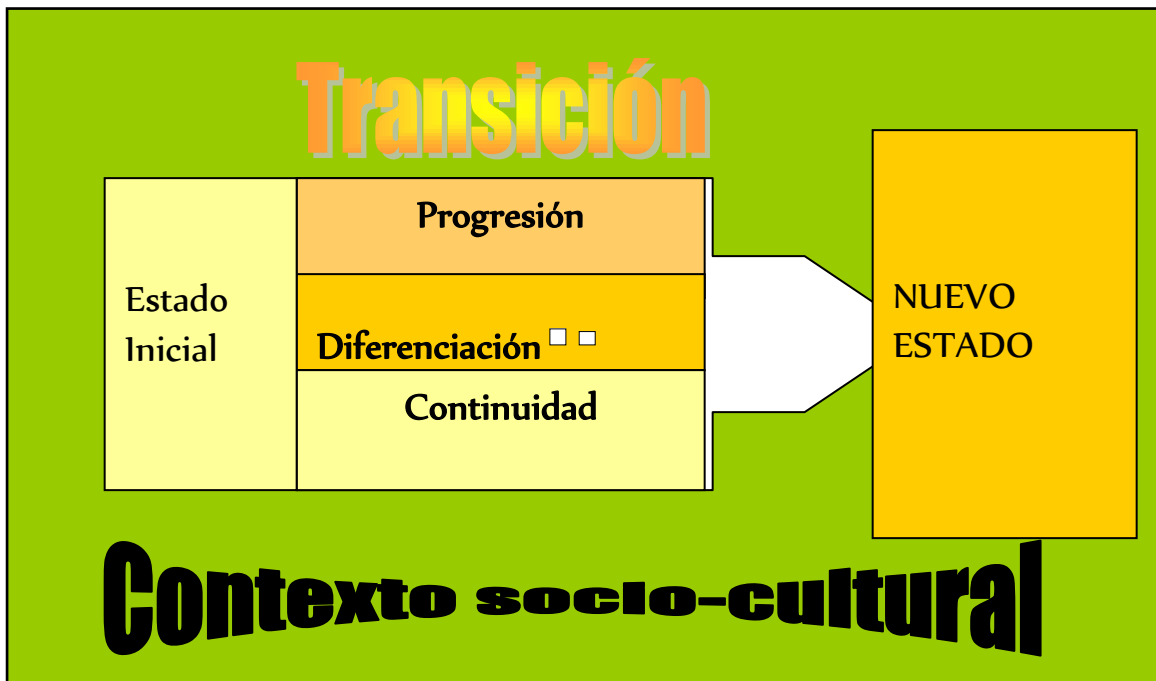 Transición
Progresión
Estado
Inicial
Diferenciación
Continuidad
NUEVO
ESTADO
Contexto socio-cultural